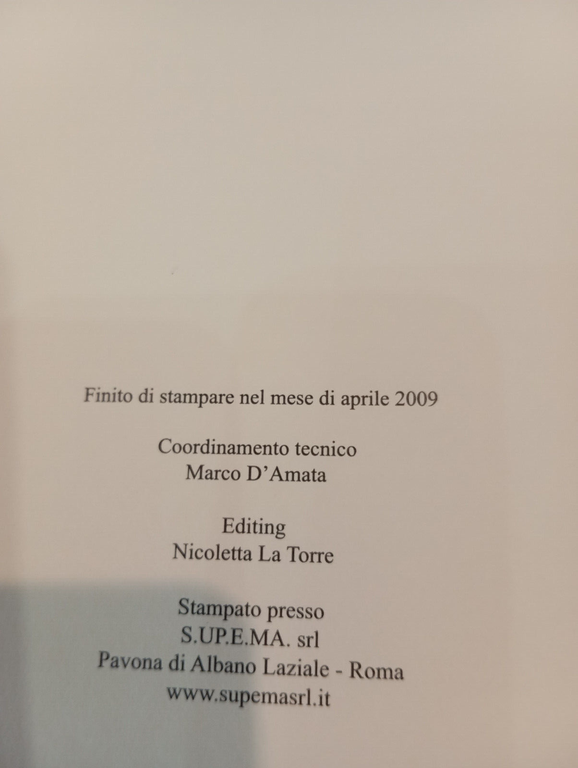 Finito di stampare nel mese di aprile 2009
Coordinamento tecnico
Marco D’Amata
Editing
Nicoletta La Torre
Stampato presso
S.UP.E.MA. srl
Pavona di Albano Laziale - Roma
www.supemasrl.it